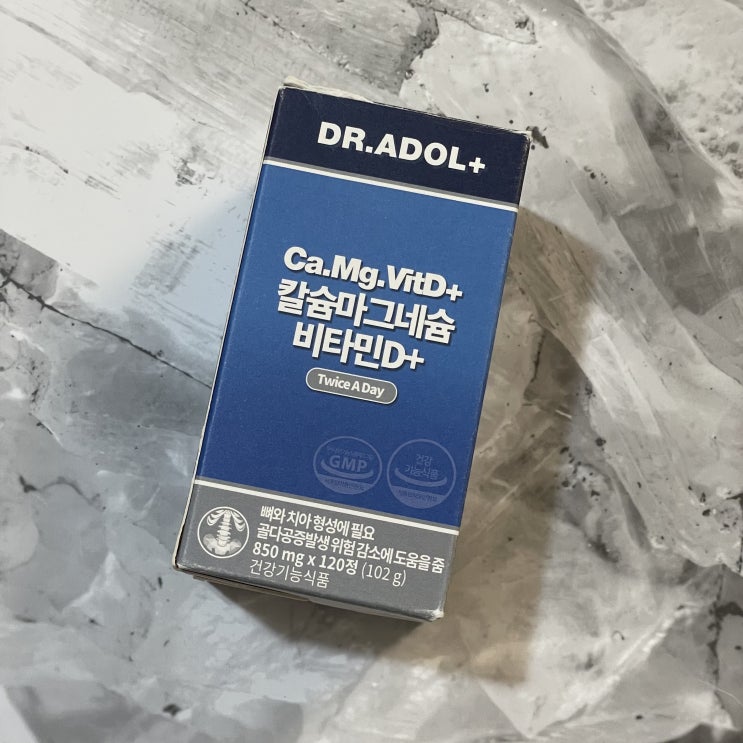 DR.ADOL+
Ca.Mg.VitD+
칼슘마그네슘
비타민D+
Twice A Day
GMP
건강
기능식품
뼈와 치아 형성에 필요
골다공증발생 위험 감소에 도움을 줌
850 mg x 120정 (102 g)
건강기능식품